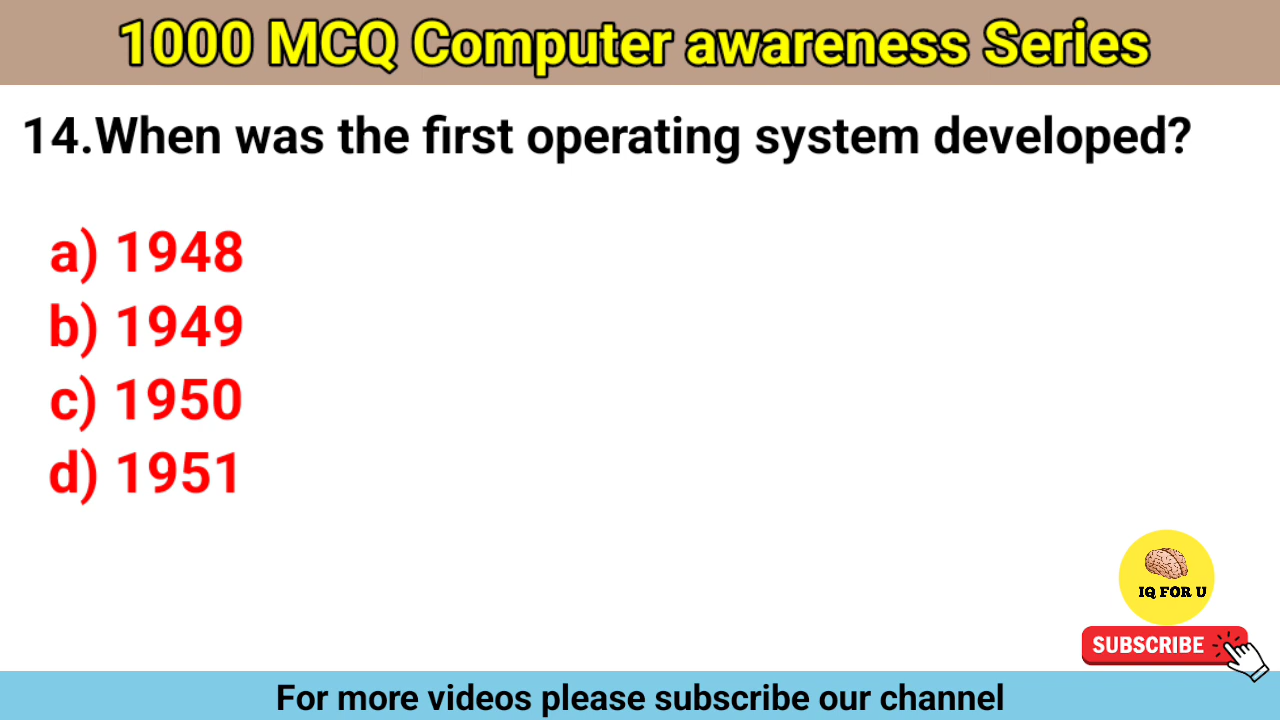 1000 MCQ Computer awareness Series
14.When was the first operating system developed?
a) 1948
b) 1949
c) 1950
d) 1951
IQ FOR U
SUBSCRIBE
For more videos please subscribe our channel